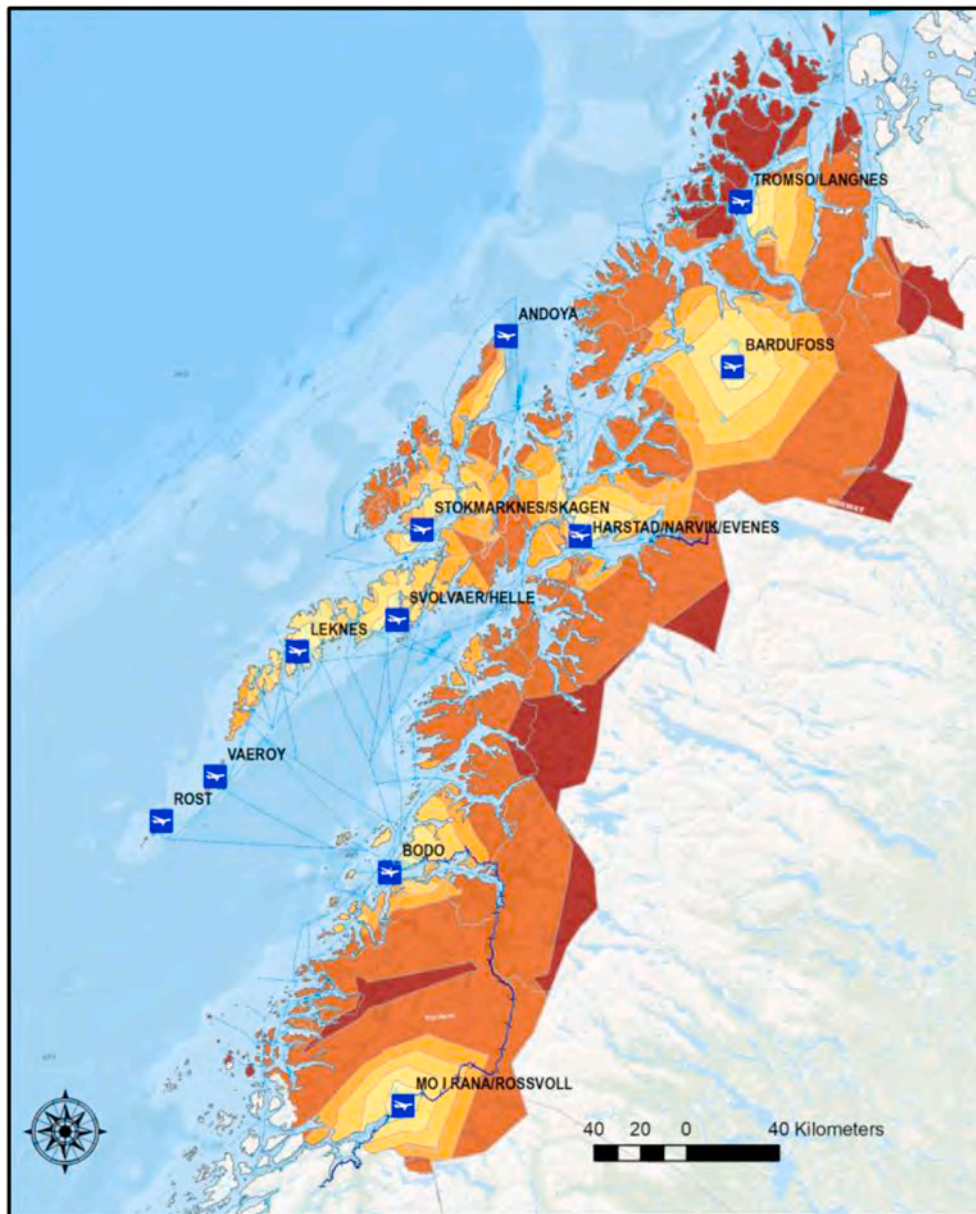 TROMSO/LANGNES
ANDOYA
BARDUFOSS
STOKMARKNES/SKAGEN
HARSTAD/NARVIK/EVENES
SVOLVAER/HELLE
LEKNES
VAEROY
ROST
BODO
MO I RANA/ROSSVOLL
40 20 0 40 Kilometers